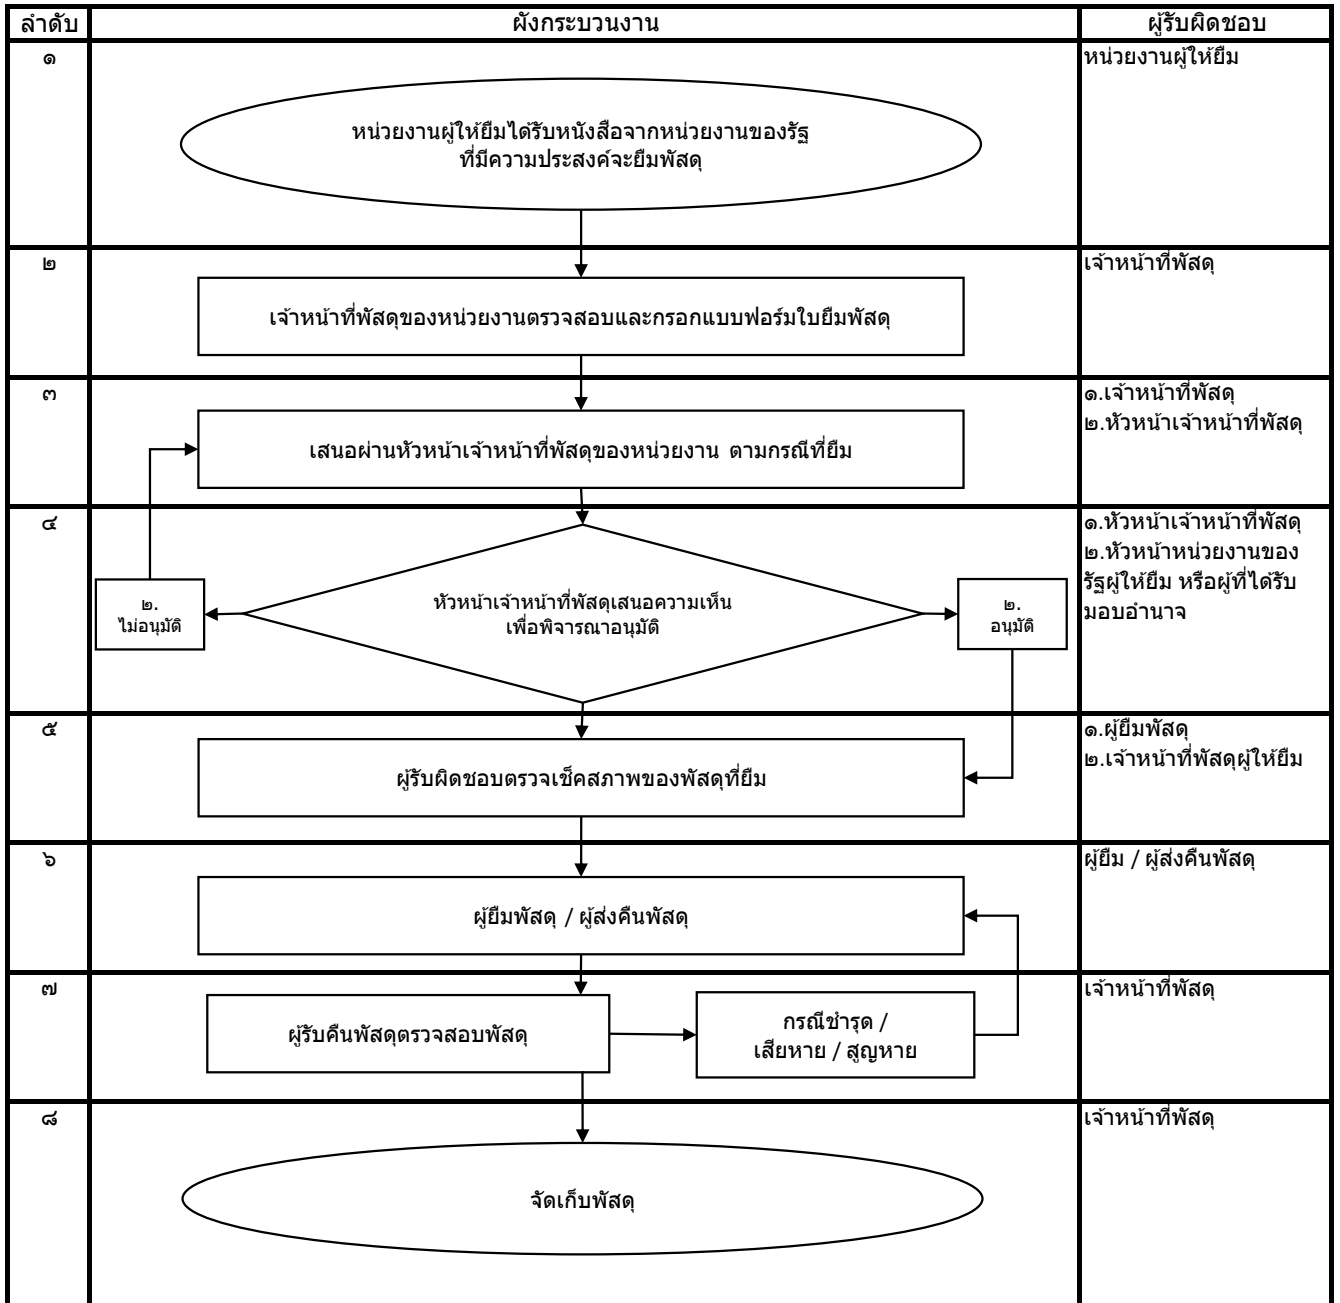 ลำดับ
ผังกระบวนงาน
ผู้รับผิดชอบ
๑
หน่วยงานผู้ให้ยืม
หน่วยงานผู้ให้ยืมได้รับหนังสือจากหน่วยงานของรัฐ
ที่มีความประสงค์จะยืมพัสดุ
๒
เจ้าหน้าที่พัสดุ
เจ้าหน้าที่พัสดุของหน่วยงานตรวจสอบและกรอกแบบฟอร์มใบยืมพัสดุ
๓
๑.เจ้าหน้าที่พัสดุ
๒.หัวหน้าเจ้าหน้าที่พัสดุ
เสนอผ่านหัวหน้าเจ้าหน้าที่พัสดุของหน่วยงาน ตามกรณีที่ยืม
๔
๑.หัวหน้าเจ้าหน้าที่พัสดุ
๒.หัวหน้าหน่วยงานของ
รัฐผู้ให้ยืม หรือผู้ที่ได้รับ
มอบอำนาจ
๒.
ไม่อนุมัติ
หัวหน้าเจ้าหน้าที่พัสดุเสนอความเห็น
เพื่อพิจารณาอนุมัติ
๒.
อนุมัติ
๕
๑.ผู้ยืมพัสดุ
๒.เจ้าหน้าที่พัสดุผู้ให้ยืม
ผู้รับผิดชอบตรวจเช็คสภาพของพัสดุที่ยืม
๖
ผู้ยืม / ผู้ส่งคืนพัสดุ
ผู้ยืมพัสดุ / ผู้ส่งคืนพัสดุ
๗
เจ้าหน้าที่พัสดุ
ผู้รับคืนพัสดุตรวจสอบพัสดุ
กรณีชำรุด /
เสียหาย / สูญหาย
๘
เจ้าหน้าที่พัสดุ
จัดเก็บพัสดุ